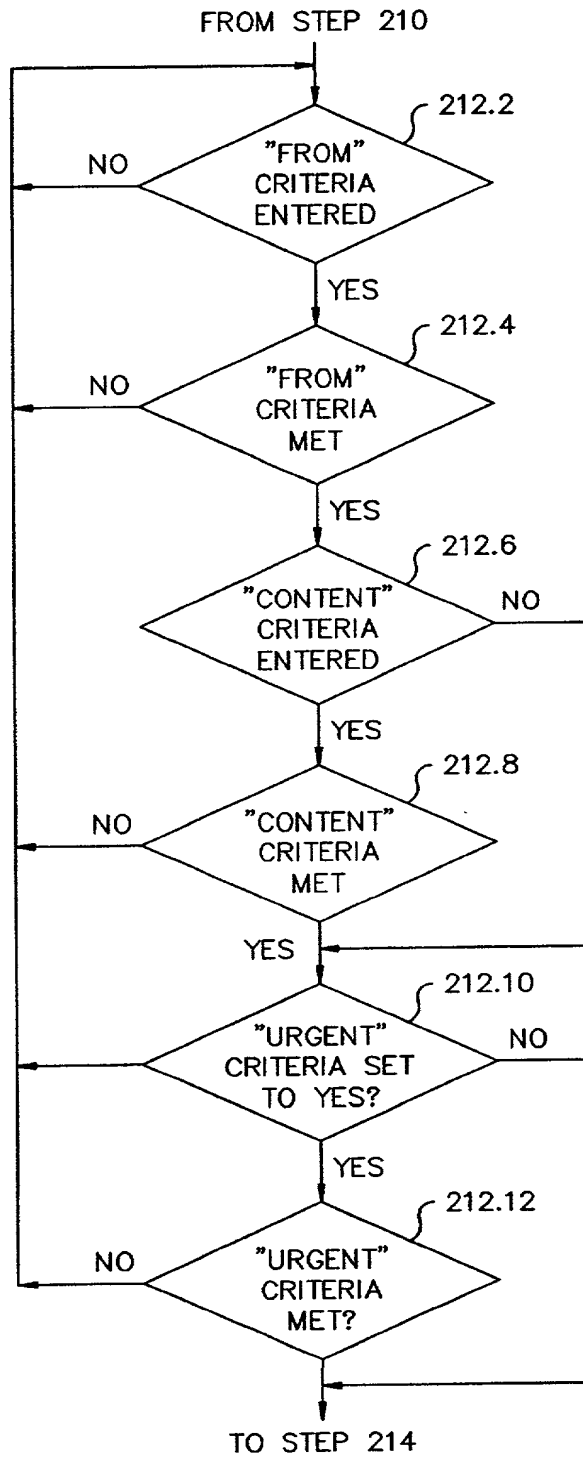 FROM STEP 210
212.2
"FROM"
CRITERIA
ENTERED
NO
YES
212.4
"FROM"
CRITERIA
MET
NO
YES
212.6
"CONTENT"
CRITERIA
ENTERED
NO
YES
212.8
"CONTENT"
CRITERIA
MET
NO
YES
212.10
"URGENT"
CRITERIA SET
TO YES?
NO
YES
212.12
"URGENT"
CRITERIA
MET?
NO
TO STEP 214